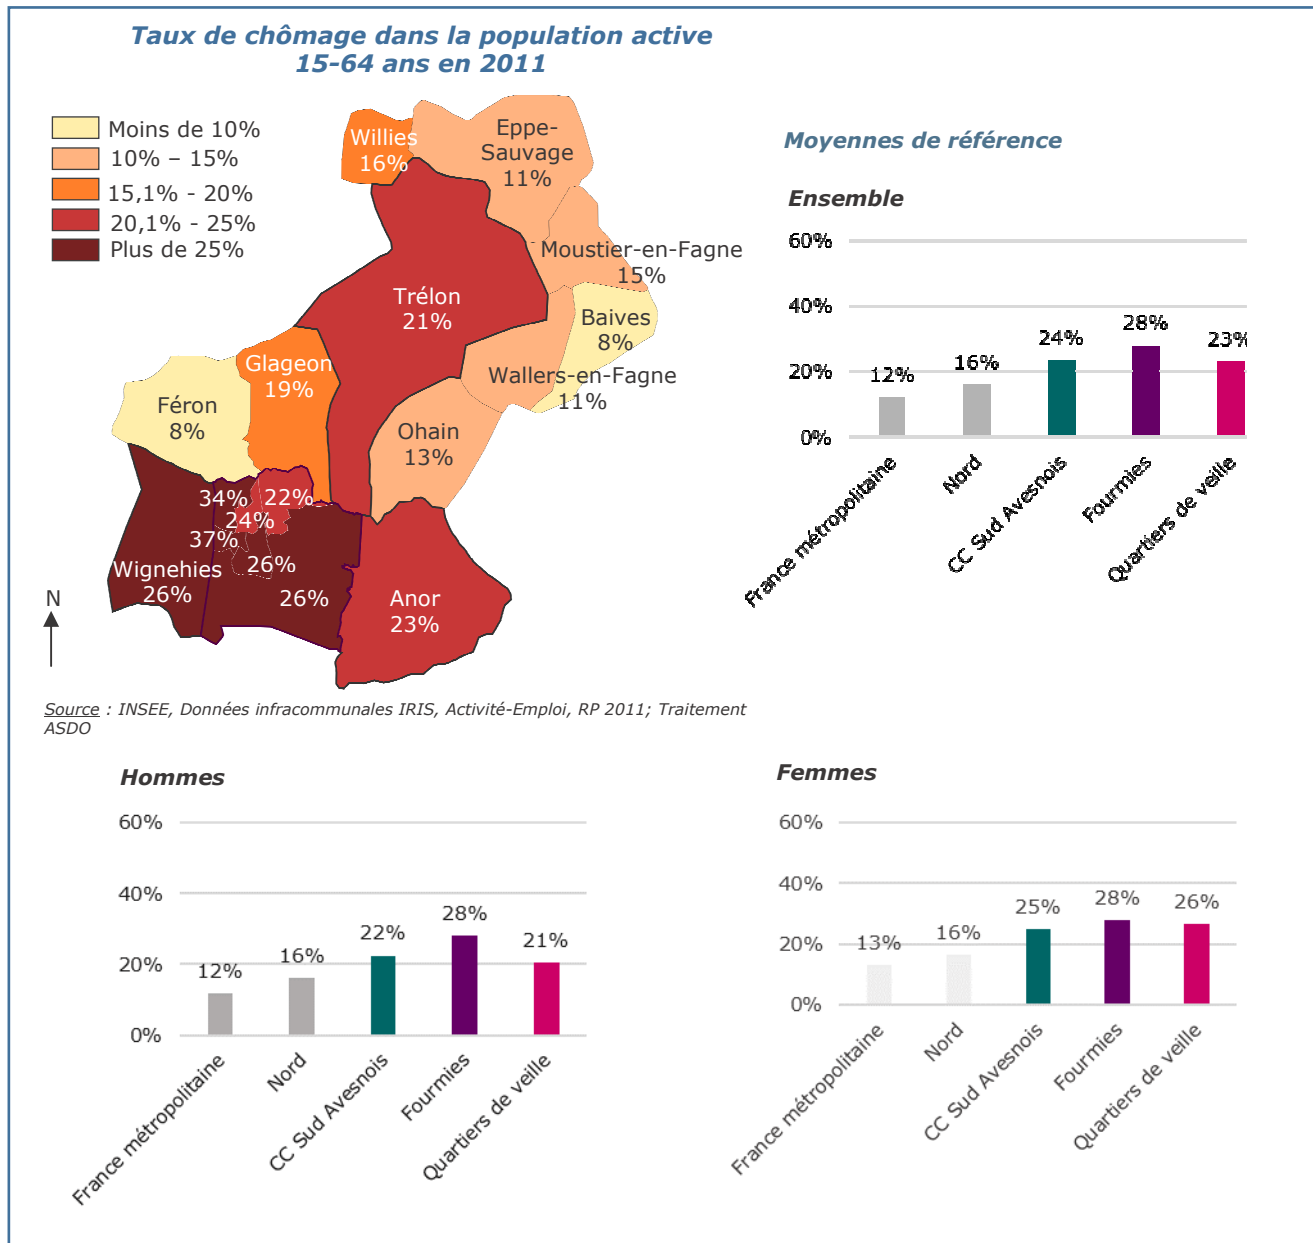 Taux de chômage dans la population active
15-64 ans en 2011
Moins de 10%
10% – 15%
15,1% - 20%
20,1% - 25%
Plus de 25%
Willies
16%
Eppe-
Sauvage
11%
Moustier-en-Fagne
15%
Trélon
21%
Baives
8%
Wallers-en-Fagne
11%
Glageon
19%
Féron
8%
Ohain
13%
34%
22%
24%
37%
26%
Wignehies
26%
26%
Anor
23%
N
Source : INSEE, Données infracommunales IRIS, Activité-Emploi, RP 2011; Traitement
ASDO
Moyennes de référence
Ensemble
60%
40%
20%
0%
12%
16%
24%
28%
23%
France métropolitaine
Nord
CC Sud Avesnois
Fourmies
Quartiers de veille
Hommes
60%
40%
20%
0%
12%
16%
22%
28%
21%
France métropolitaine
Nord
CC Sud Avesnois
Fourmies
Quartiers de veille
Femmes
60%
40%
20%
0%
13%
16%
25%
28%
26%
France métropolitaine
Nord
CC Sud Avesnois
Fourmies
Quartiers de veille